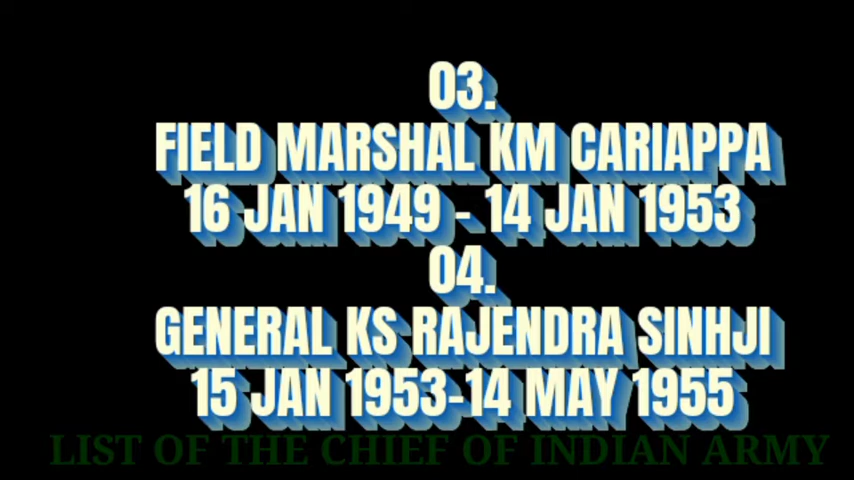 03.
FIELD MARSHAL KM CARIAPPA
16 JAN 1949 - 14 JAN 1953
04.
GENERAL KS RAJENDRA SINHJI
15 JAN 1953-14 MAY 1955
LIST OF THE CHIEF OF INDIAN ARMY